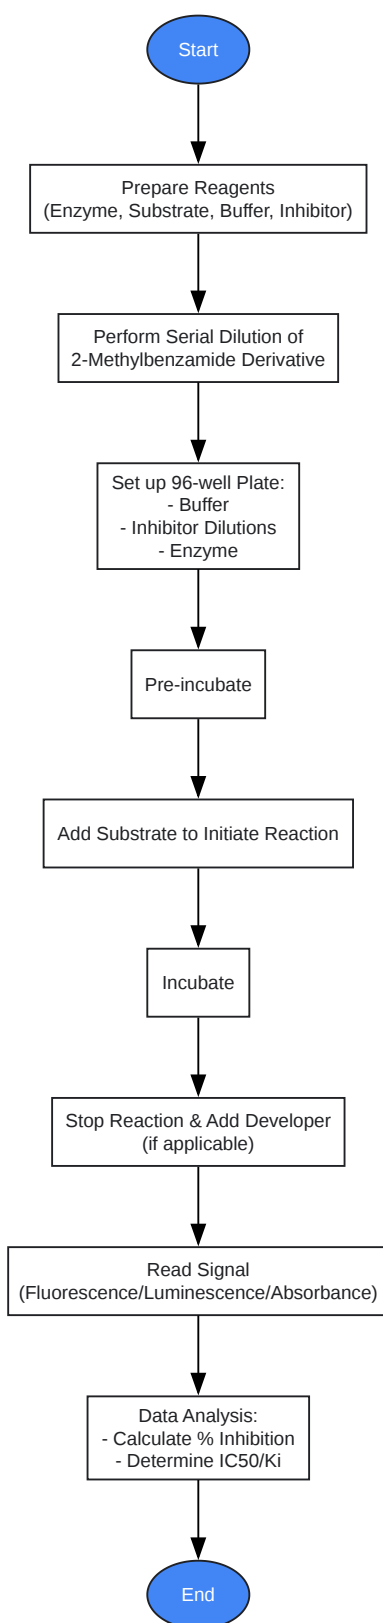 Start
Prepare Reagents
(Enzyme, Substrate, Buffer, Inhibitor)
Perform Serial Dilution of
2-Methylbenzamide Derivative
Set up 96-well Plate:
- Buffer
- Inhibitor Dilutions
- Enzyme
Pre-incubate
Add Substrate to Initiate Reaction
Incubate
Stop Reaction & Add Developer
(if applicable)
Read Signal
(Fluorescence/Luminescence/Absorbance)
Data Analysis:
- Calculate % Inhibition
- Determine IC50/Ki
End